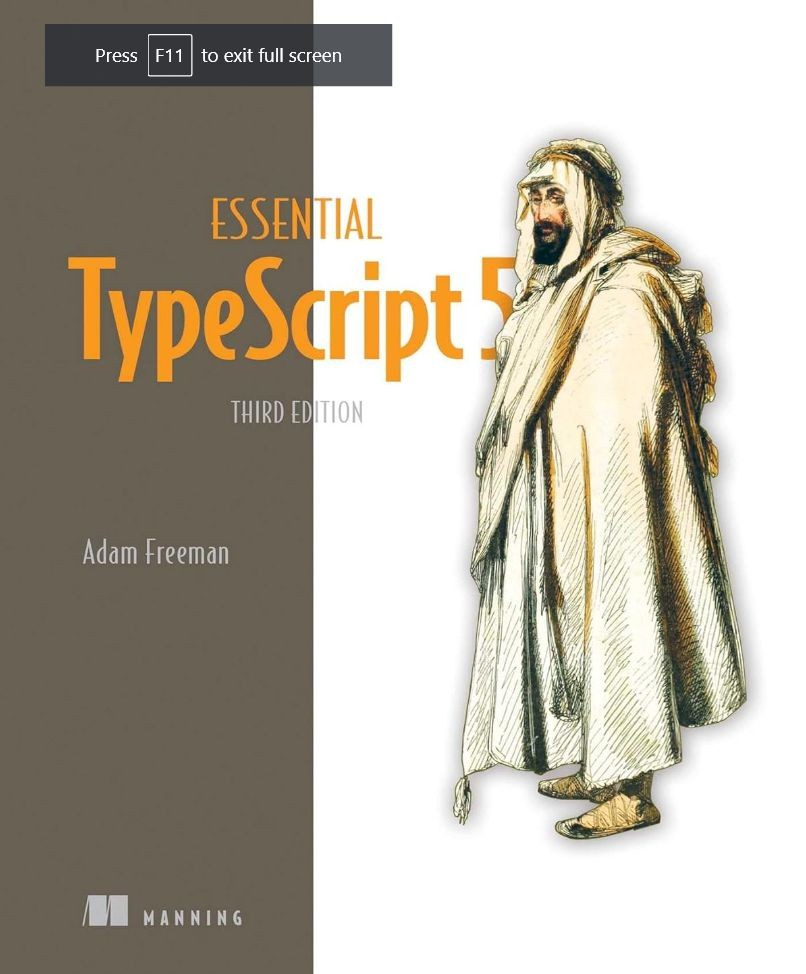 Press F11 to exit full screen
ESSENTIAL
TypeScript 5
THIRD EDITION
Adam Freeman
MANNING